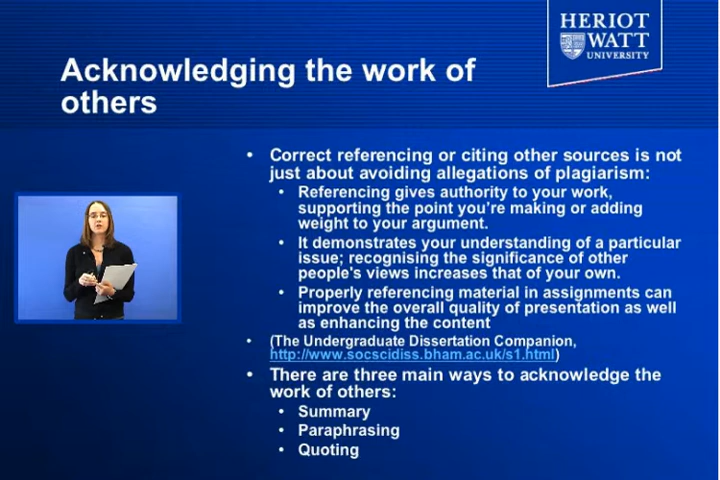 HERIOT
WATT
UNIVERSITY
Acknowledging the work of
others
• Correct referencing or citing other sources is not
just about avoiding allegations of plagiarism:
• Referencing gives authority to your work,
supporting the point you're making or adding
weight to your argument.
• It demonstrates your understanding of a particular
issue; recognising the significance of other
people's views increases that of your own.
• Properly referencing material in assignments can
improve the overall quality of presentation as well
as enhancing the content
• (The Undergraduate Dissertation Companion,
http://www.socscidiss.bham.ac.uk/s1.html)
• There are three main ways to acknowledge the
work of others:
• Summary
• Paraphrasing
• Quoting